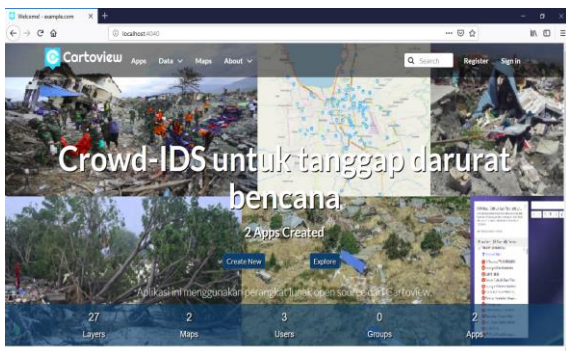 Welcome! - example.com
localhost:4040
Cartoview
Apps
Data
Maps
About
Search
Register
Sign in
Crowd-IDS untuk tanggap darurat
bencana
2 Apps Created
Create New
Explore
Aplikasi ini menggunakan perangkat lunak open source dari Cartoview
27
2
3
0
2
Layers
Maps
Users
Groups
Apps